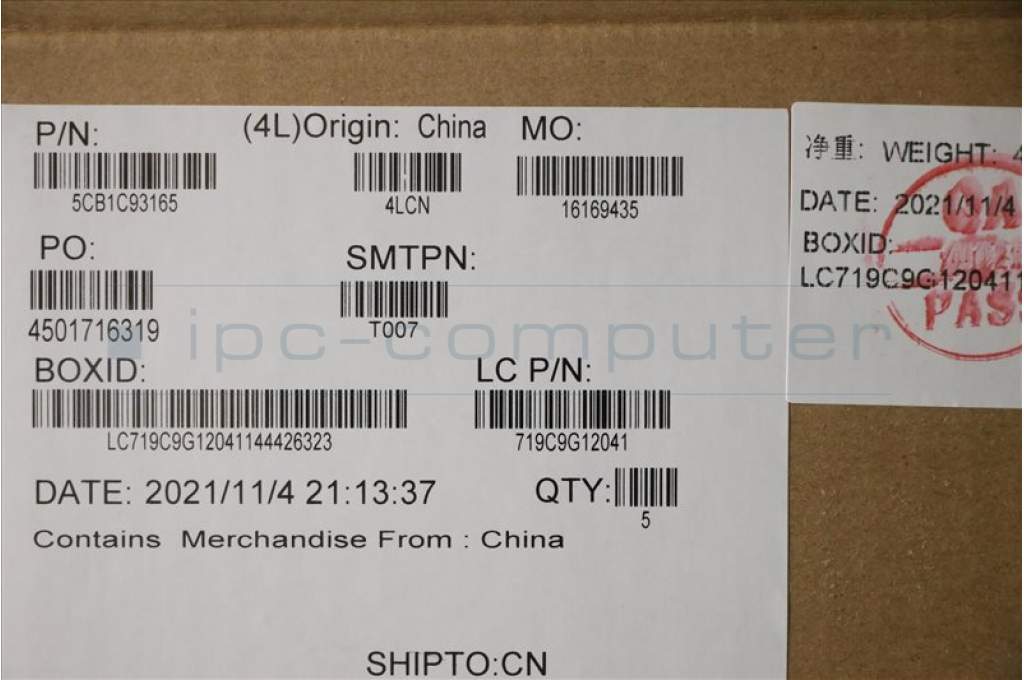 P/N: (4L)Origin: China MO:
5CB1C93165 4LCN 16169435
PO: SMTPN:
4501716319 T007
BOXID: LC P/N:
LC719C9G12041144426323 719C9G12041
DATE: 2021/11/4 21:13:37 QTY:
5
Contains Merchandise From : China
SHIPTO:CN
净重: WEIGHT: 4
DATE: 2021/11/4
BOXID:
LC719C9G120411
PASS
ipc-computer